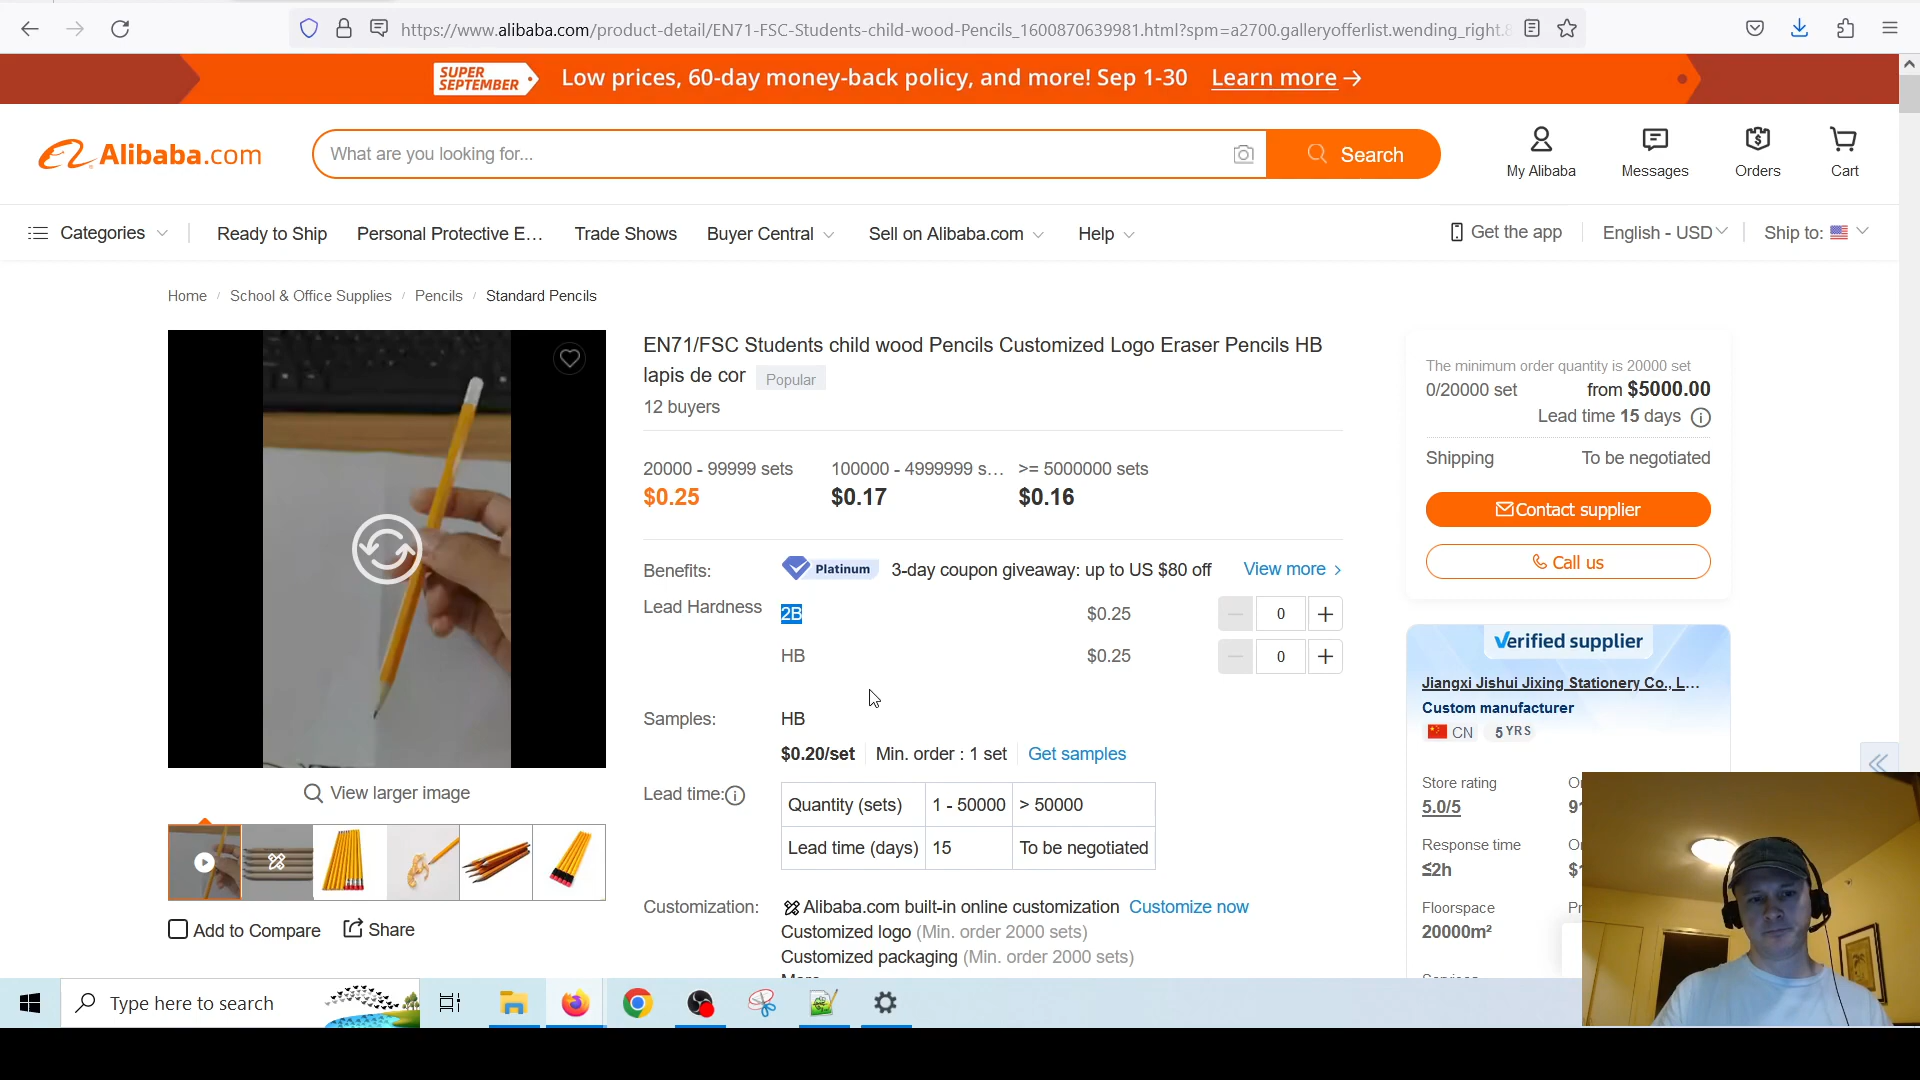 https://www.alibaba.com/product-detail/EN71-FSC-Students-child-wood-Pencils_1600870639981.html?spm=a2700.galleryofferlist.wending_right.
SUPER SEPTEMBER Low prices, 60-day money-back policy, and more! Sep 1-30 Learn more →
Alibaba.com
What are you looking for...
Search
My Alibaba
Messages
Orders
Cart
Categories
Ready to Ship
Personal Protective E...
Trade Shows
Buyer Central
Sell on Alibaba.com
Help
Get the app
English - USD
Ship to:
Home / School & Office Supplies / Pencils / Standard Pencils
EN71/FSC Students child wood Pencils Customized Logo Eraser Pencils HB
lapis de cor Popular
12 buyers
20000 - 99999 sets 100000 - 4999999 s... >= 5000000 sets
$0.25 $0.17 $0.16
Benefits: Platinum 3-day coupon giveaway: up to US $80 off View more >
Lead Hardness 2B $0.25 − 0 +
HB $0.25 − 0 +
Samples: HB
$0.20/set Min. order : 1 set Get samples
Lead time:
Quantity (sets) 1 - 50000 > 50000
Lead time (days) 15 To be negotiated
Customization: Alibaba.com built-in online customization Customize now
Customized logo (Min. order 2000 sets)
Customized packaging (Min. order 2000 sets)
View larger image
Add to Compare Share
The minimum order quantity is 20000 set
0/20000 set from $5000.00
Lead time 15 days
Shipping To be negotiated
Contact supplier
Call us
Verified supplier
Jiangxi Jishui Jixing Stationery Co., L...
Custom manufacturer
CN 5 YRS
Store rating
5.0/5
Response time
≤2h
Floorspace
20000m²
Type here to search